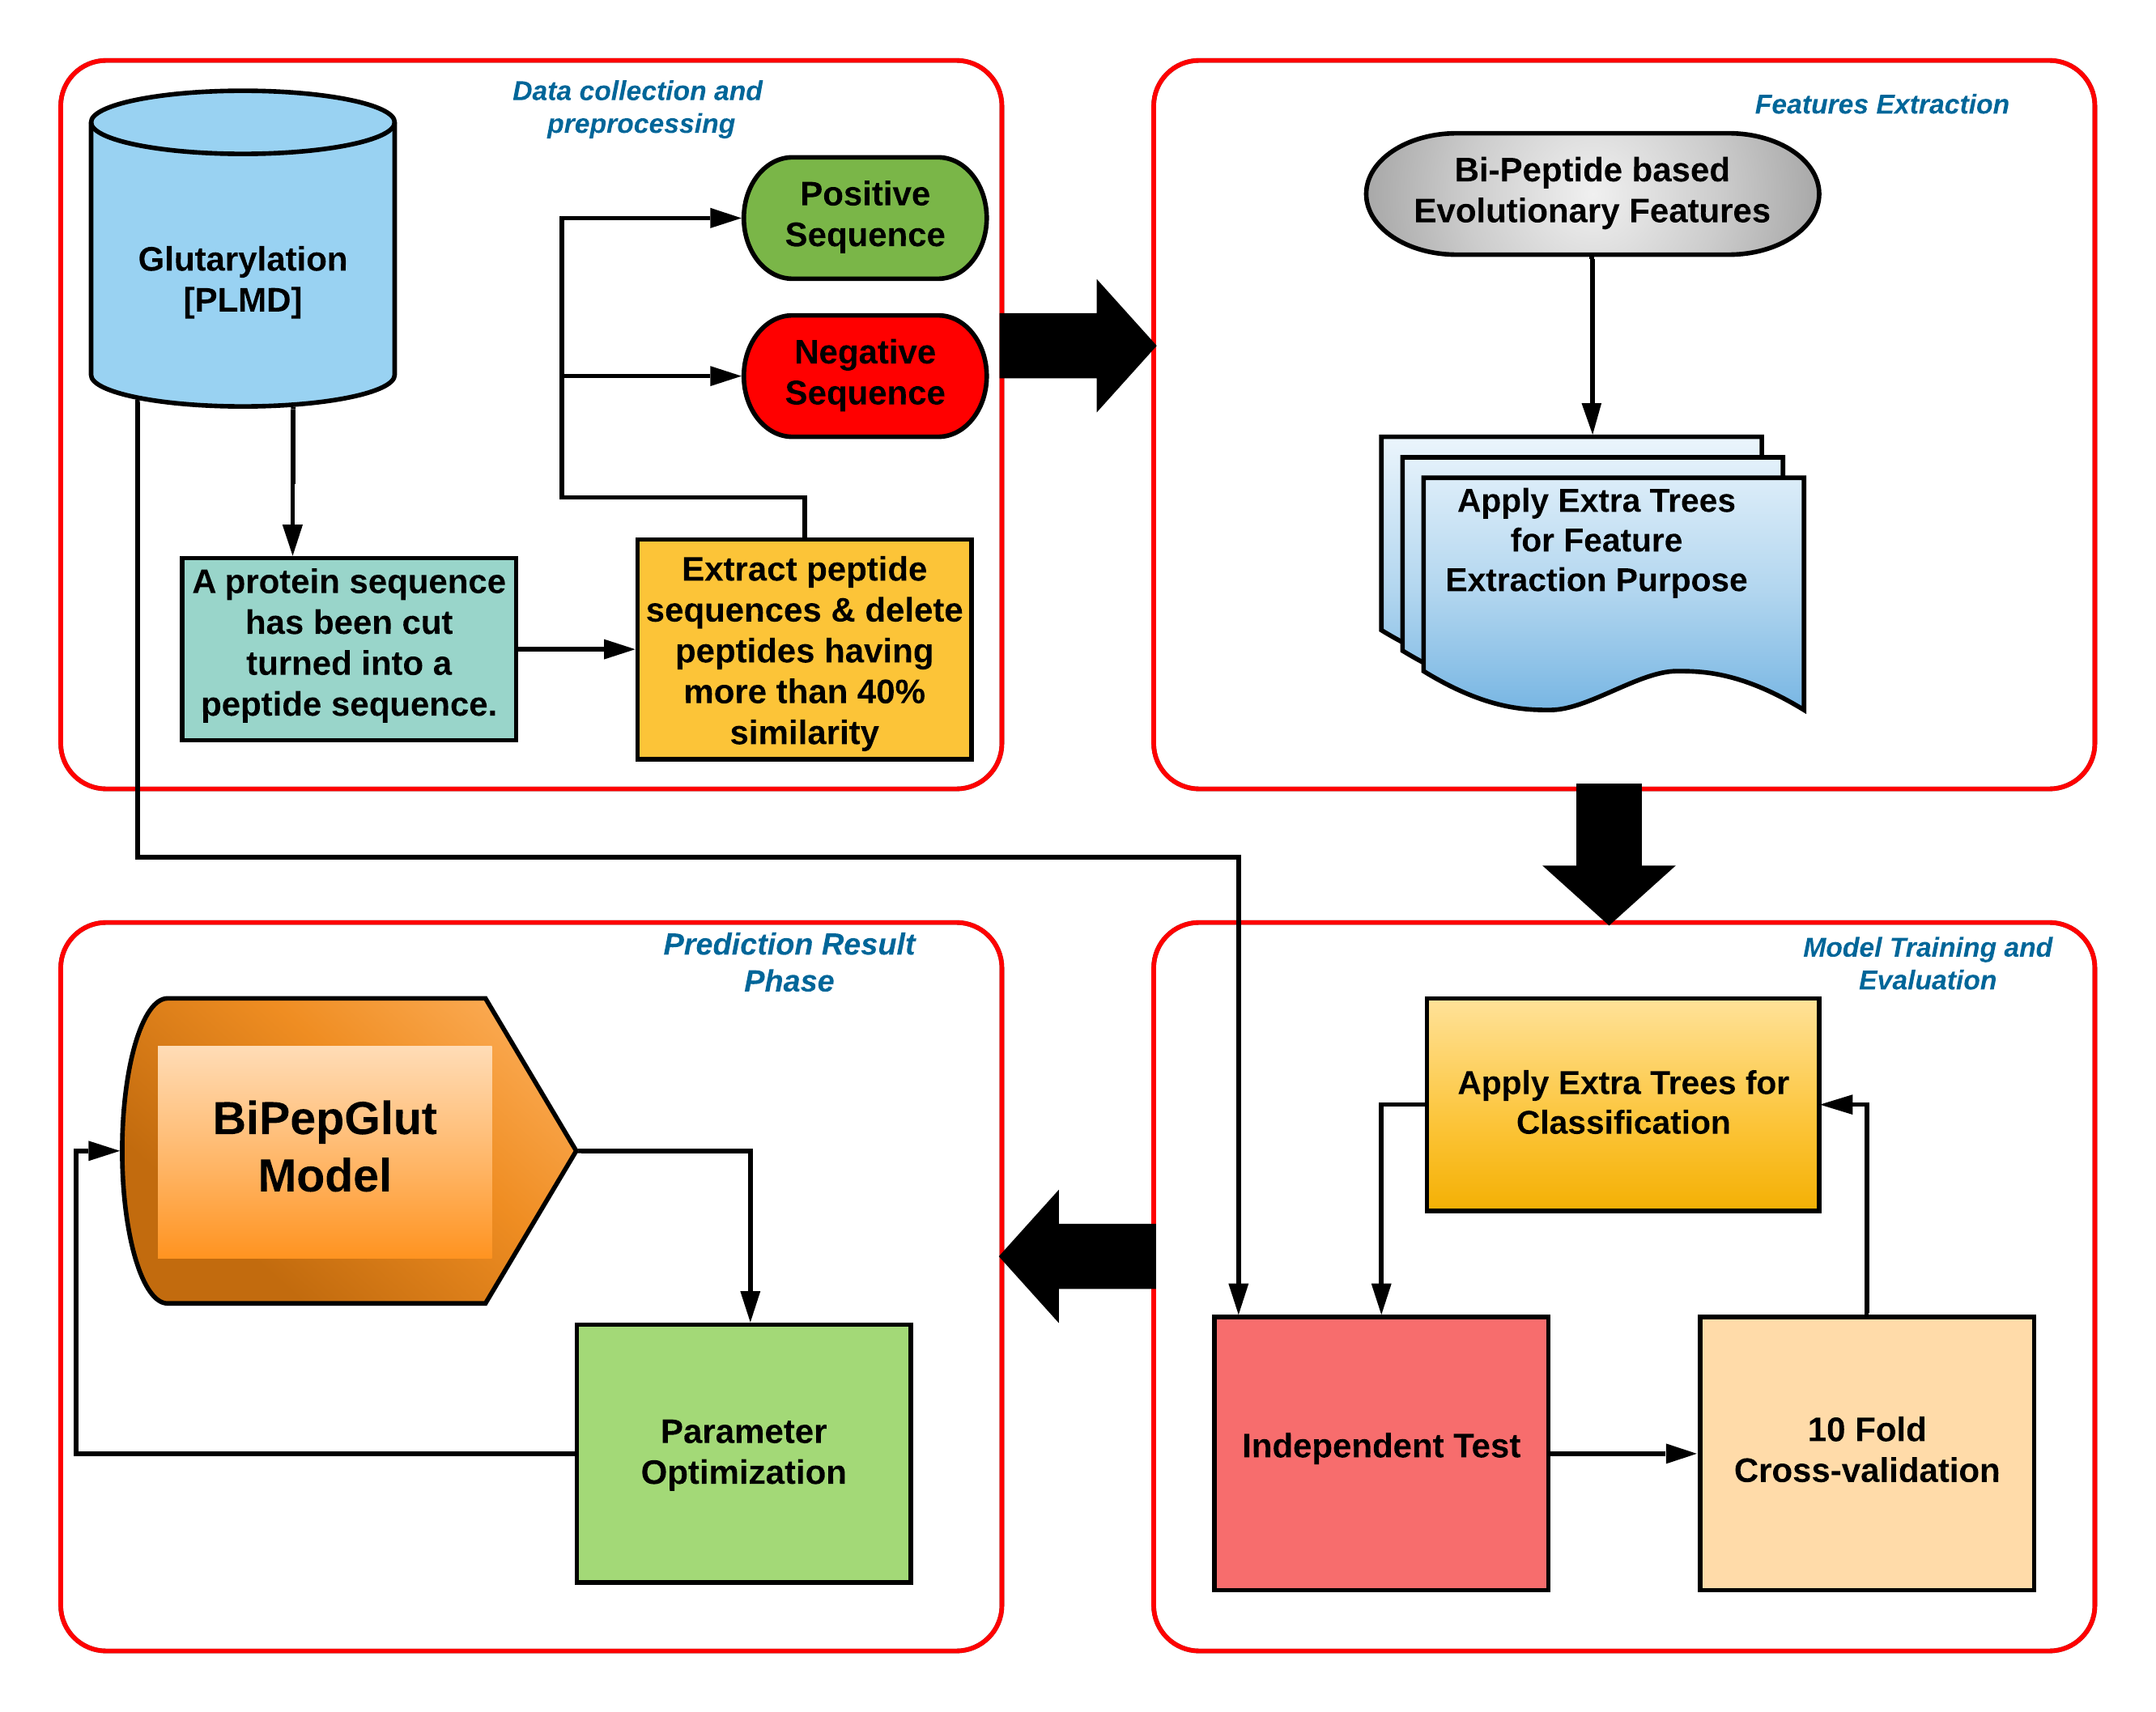 Data collection and
preprocessing
Glutarylation
[PLMD]
Positive
Sequence
Negative
Sequence
A protein sequence
has been cut
turned into a
peptide sequence.
Extract peptide
sequences & delete
peptides having
more than 40%
similarity
Features Extraction
Bi-Peptide based
Evolutionary Features
Apply Extra Trees
for Feature
Extraction Purpose
Model Training and
Evaluation
Apply Extra Trees for
Classification
Independent Test
10 Fold
Cross-validation
Prediction Result
Phase
BiPepGlut
Model
Parameter
Optimization